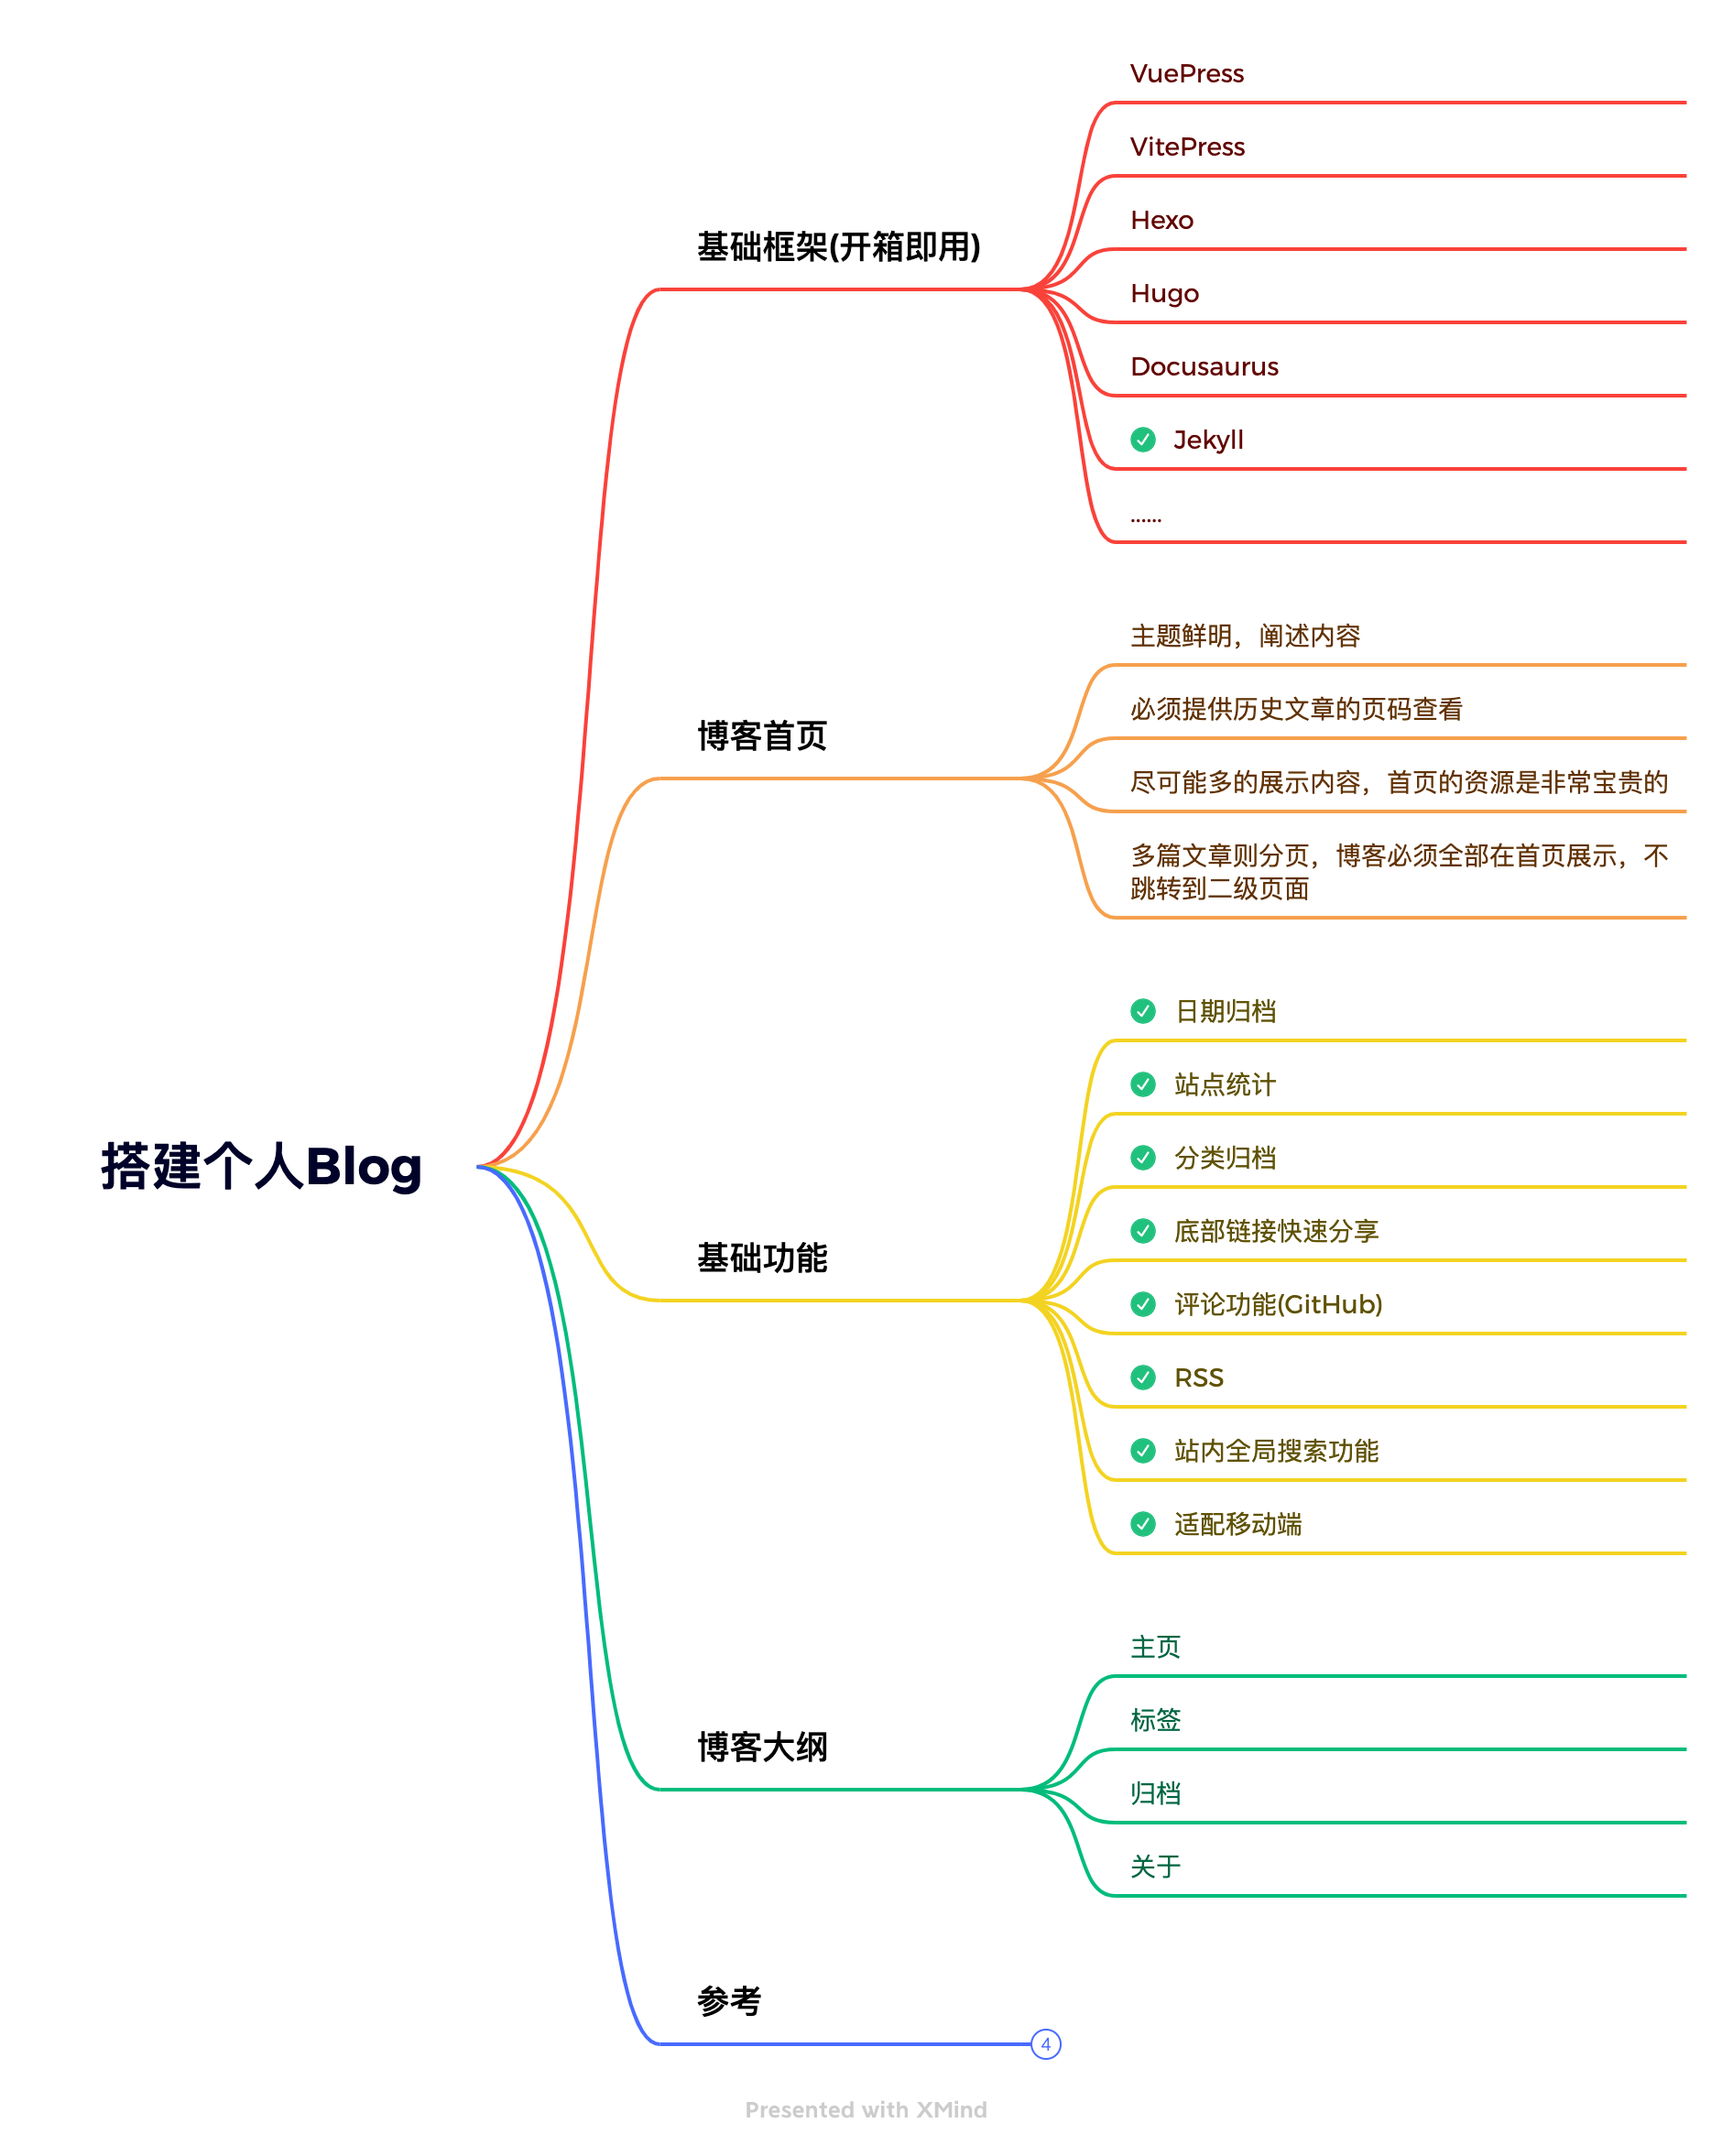 VuePress
VitePress
Hexo
基础框架(开箱即用)
Hugo
Docusaurus
Jekyll
......
主题鲜明，阐述内容
必须提供历史文章的页码查看
博客首页
尽可能多的展示内容，首页的资源是非常宝贵的
多篇文章则分页，博客必须全部在首页展示，不
跳转到二级页面
日期归档
站点统计
分类归档
搭建个人Blog
底部链接快速分享
基础功能
评论功能(GitHub)
RSS
站内全局搜索功能
适配移动端
主页
标签
博客大纲
归档
关于
参考
4
Presented with XMind